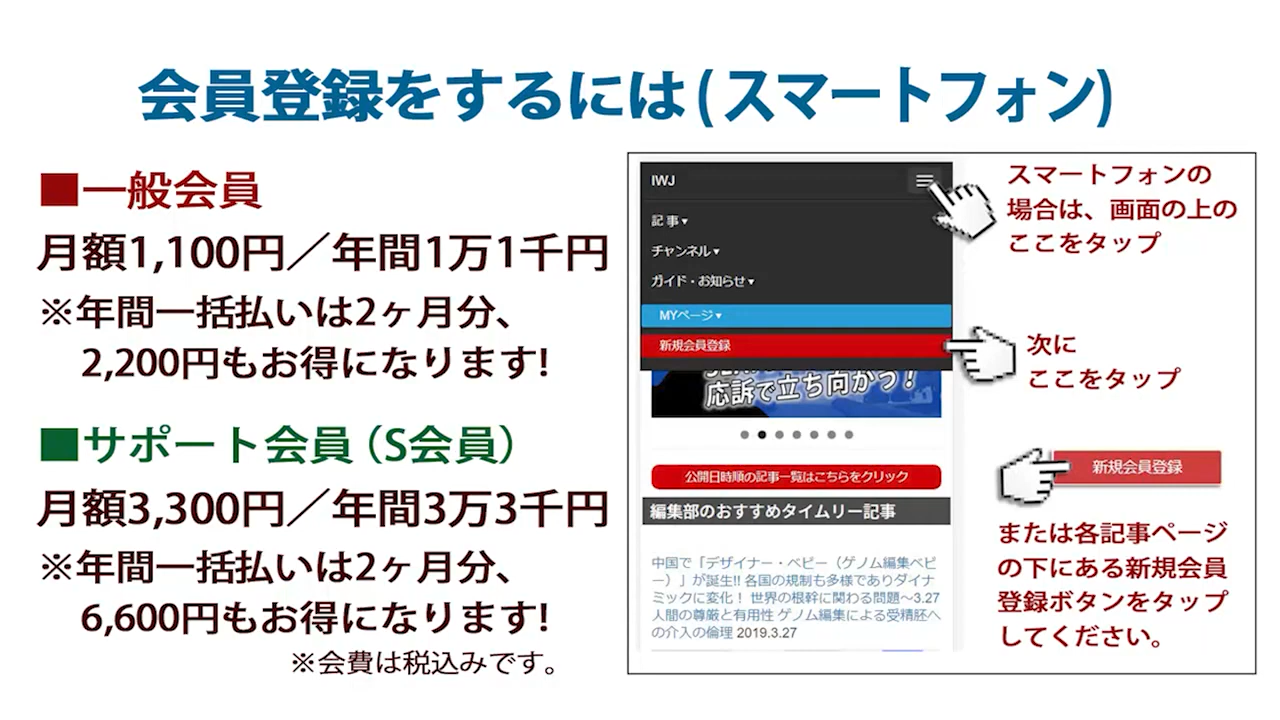 会員登録をするには(スマートフォン)
■一般会員
月額1,100円／年間1万1千円
※年間一括払いは2ヶ月分、
2,200円もお得になります!
■サポート会員（S会員）
月額3,300円／年間3万3千円
※年間一括払いは2ヶ月分、
6,600円もお得になります!
※会費は税込みです。
IWJ
記事▾
チャンネル▾
ガイド・お知らせ▾
MYページ▾
新規会員登録
応訴で立ち向かう！
公開日時順の記事一覧はこちらをクリック
編集部のおすすめタイムリー記事
中国で「デザイナー・ベビー（ゲノム編集ベビ
ー）」が誕生!! 各国の規制も多様でありダイナ
ミックに変化！ 世界の根幹に関わる問題～3.27
人間の尊厳と有用性 ゲノム編集による受精胚へ
の介入の倫理 2019.3.27
スマートフォンの
場合は、画面の上の
ここをタップ
次に
ここをタップ
新規会員登録
または各記事ページ
の下にある新規会員
登録ボタンをタップ
してください。